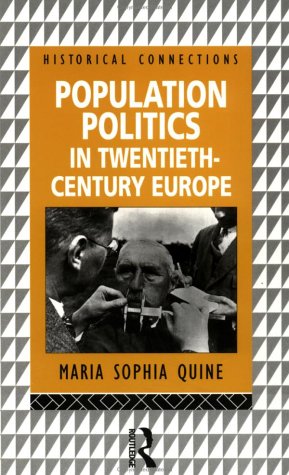 HISTORICAL CONNECTIONS
POPULATION
POLITICS
IN TWENTIETH-
CENTURY EUROPE
MARIA SOPHIA QUINE
ROUTLEDGE